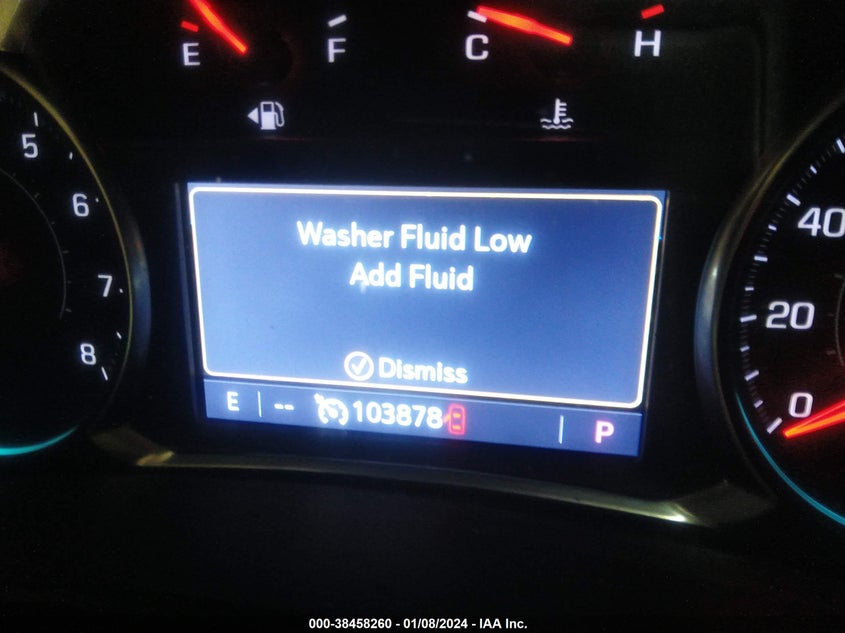 E F C H
5
6
7
8
40
20
0
Washer Fluid Low
Add Fluid
Dismiss
E -- 103878 P
000-38458260 - 01/08/2024 - IAA Inc.